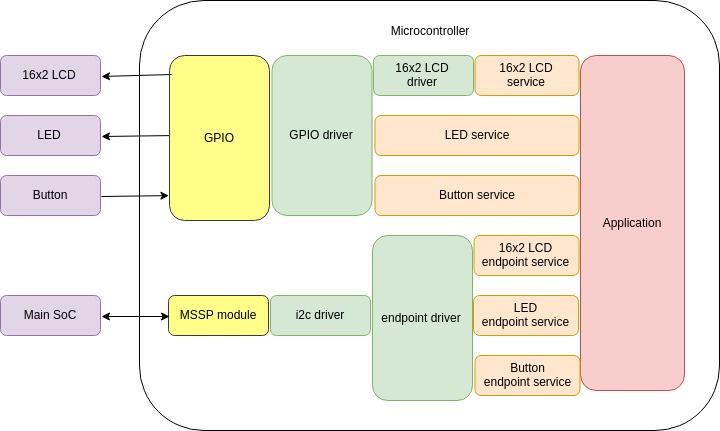 Microcontroller
16x2 LCD
LED
Button
Main SoC
GPIO
GPIO driver
16x2 LCD
driver
16x2 LCD
service
LED service
Button service
MSSP module
i2c driver
endpoint driver
16x2 LCD
endpoint service
LED
endpoint service
Button
endpoint service
Application